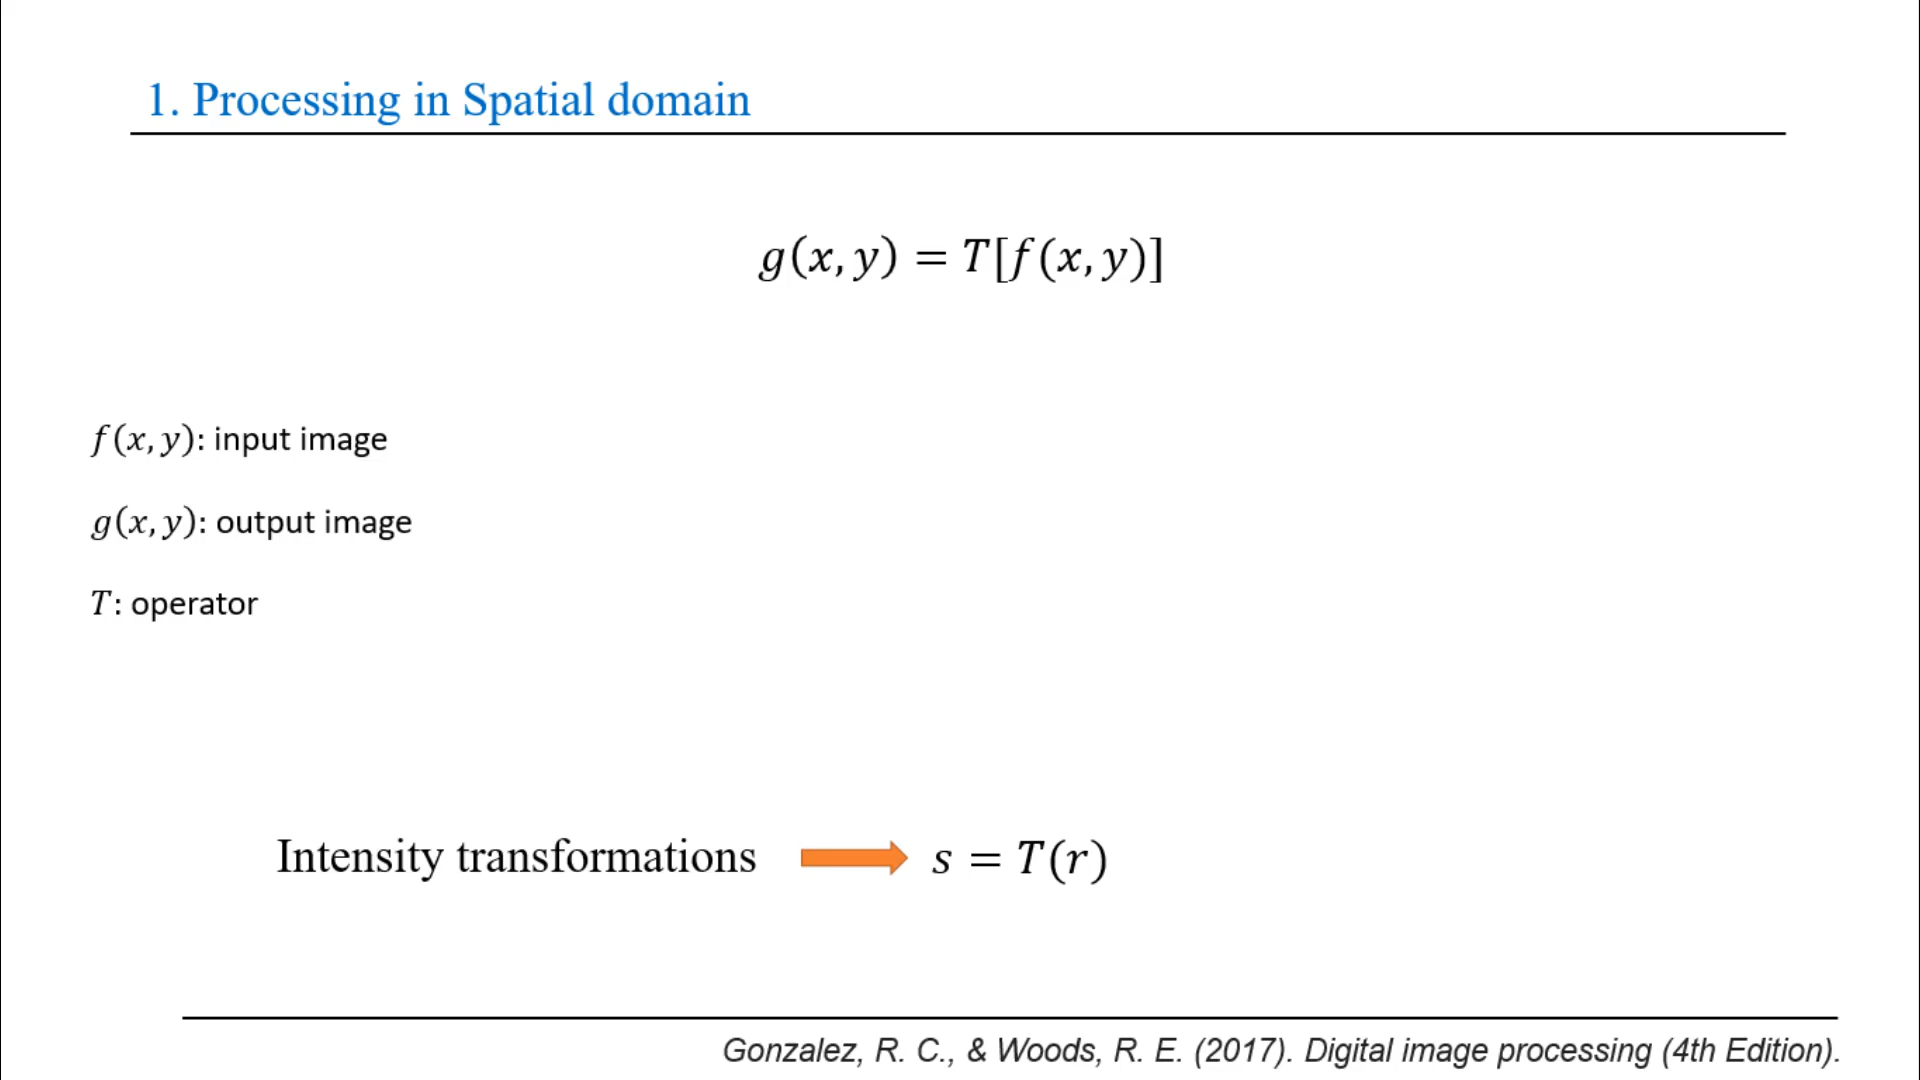 1. Processing in Spatial domain
g(x, y) = T[f(x, y)]
f(x, y): input image
g(x, y): output image
T: operator
Intensity transformations s = T(r)
Gonzalez, R. C., & Woods, R. E. (2017). Digital image processing (4th Edition).